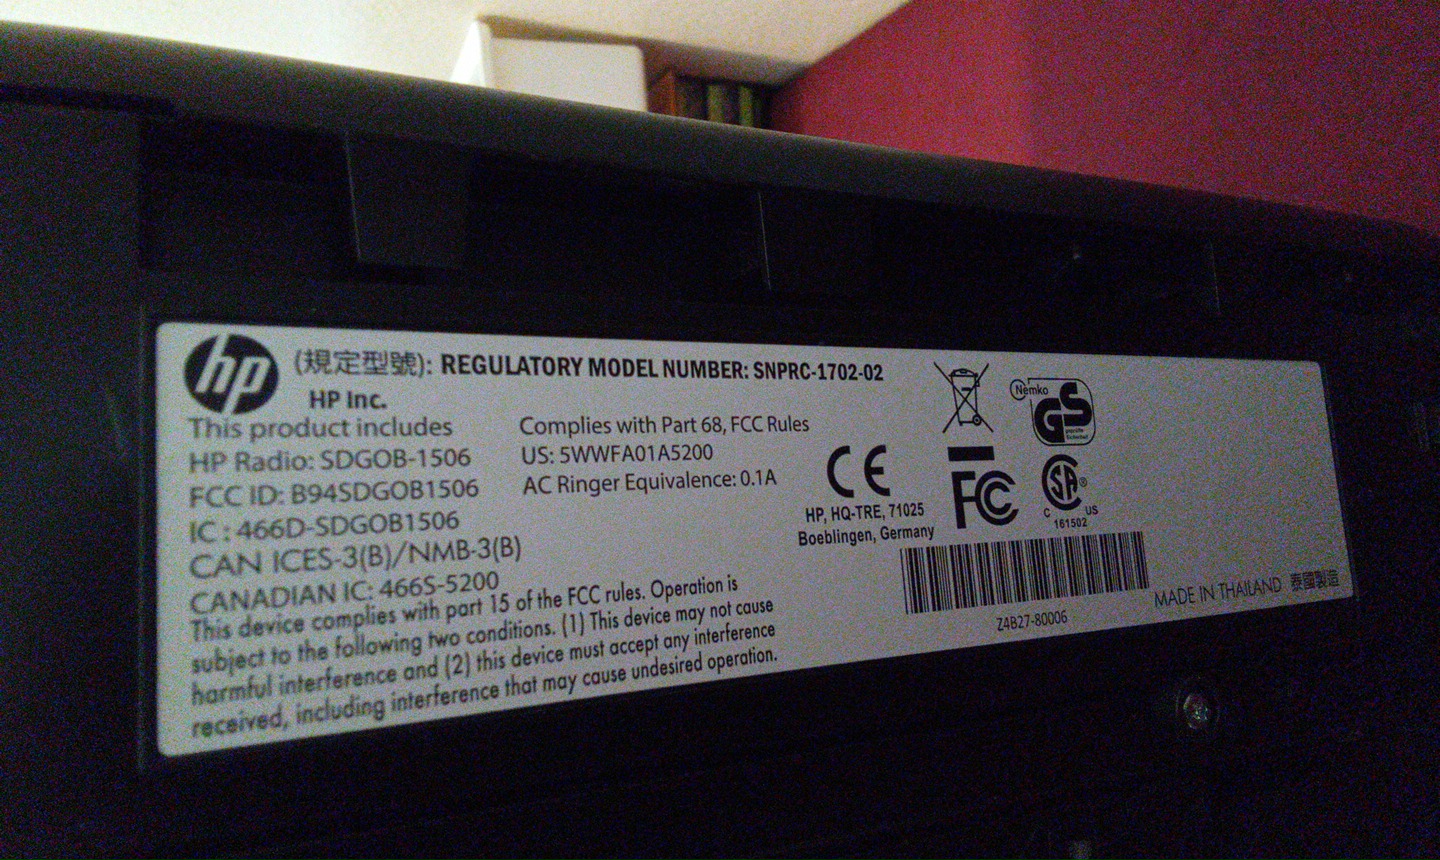 hp
(規定型號): REGULATORY MODEL NUMBER: SNPRC-1702-02
HP Inc.
This product includes
HP Radio: SDGOB-1506
FCC ID: B94SDGOB1506
IC : 466D-SDGOB1506
CAN ICES-3(B)/NMB-3(B)
CANADIAN IC: 466S-5200
Complies with Part 68, FCC Rules
US: 5WWFA01A5200
AC Ringer Equivalence: 0.1A
This device complies with part 15 of the FCC rules. Operation is
subject to the following two conditions. (1) This device may not cause
harmful interference and (2) this device must accept any interference
received, including interference that may cause undesired operation.
CE
HP, HQ-TRE, 71025
Boeblingen, Germany
Nemko
GS
geprüfte
Sicherheit
FC
SA®
C US
161502
Z4B27-80006
MADE IN THAILAND 泰國製造